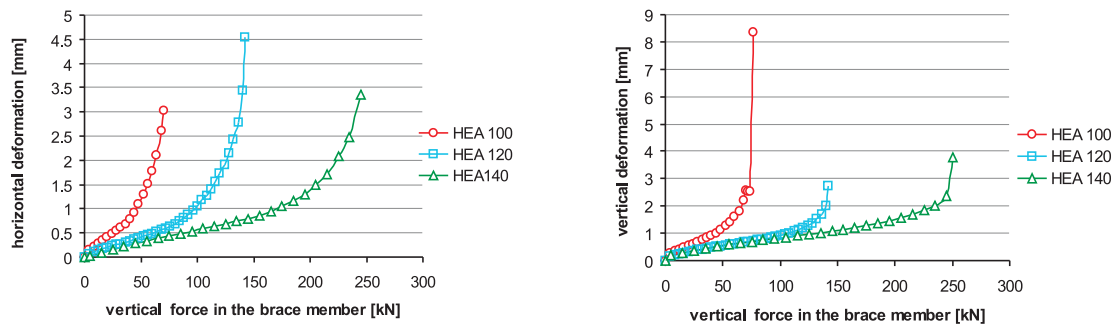 horizontal deformation [mm]
5
4.5
4
3.5
3
2.5
2
1.5
1
0.5
0
0 50 100 150 200 250 300
vertical force in the brace member [kN]
HEA 100
HEA 120
HEA140
vertical deformation [mm]
9
8
7
6
5
4
3
2
1
0
0 50 100 150 200 250 300
vertical force in the brace member [kN]
HEA 100
HEA 120
HEA 140